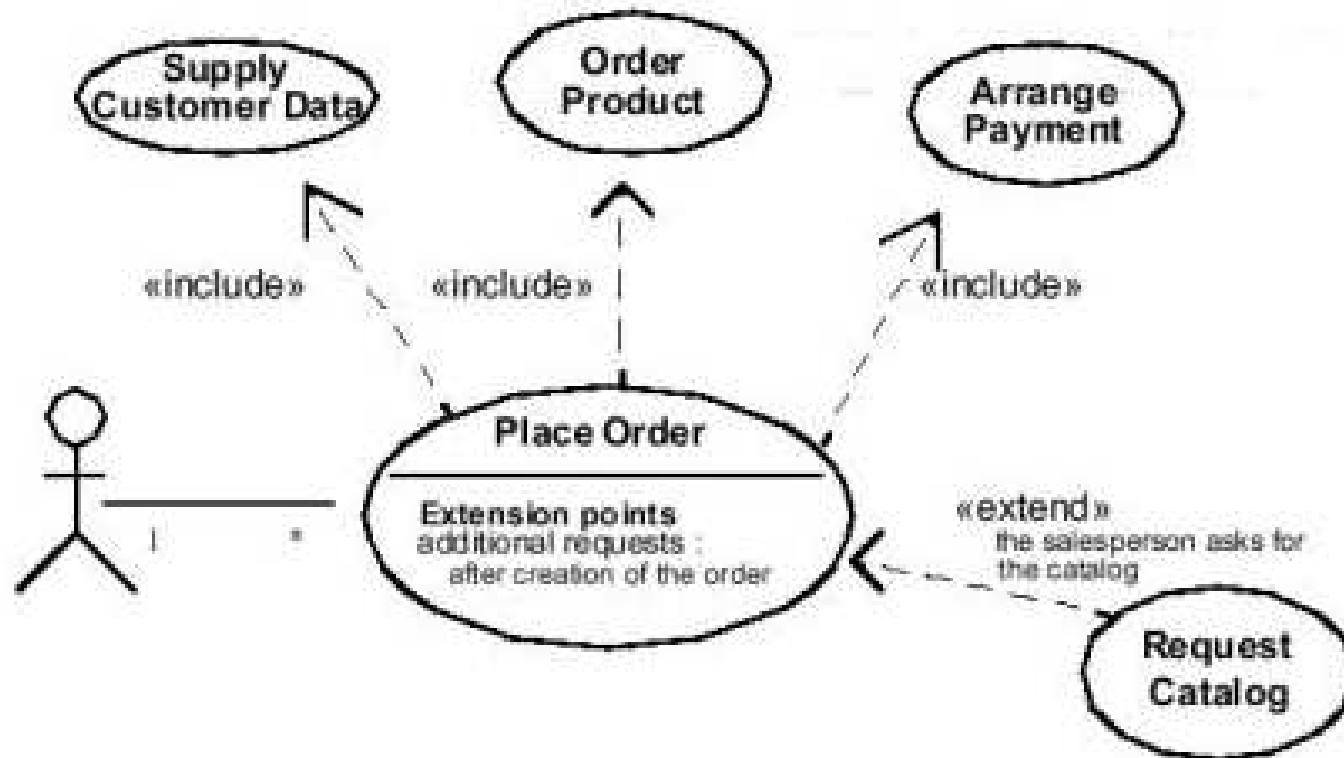 Supply
Customer Data
Order
Product
Arrange
Payment
«include»
«include»
«include»
Place Order
Extension points
additional requests :
after creation of the order
1
*
«extend»
the salesperson asks for
the catalog
Request
Catalog